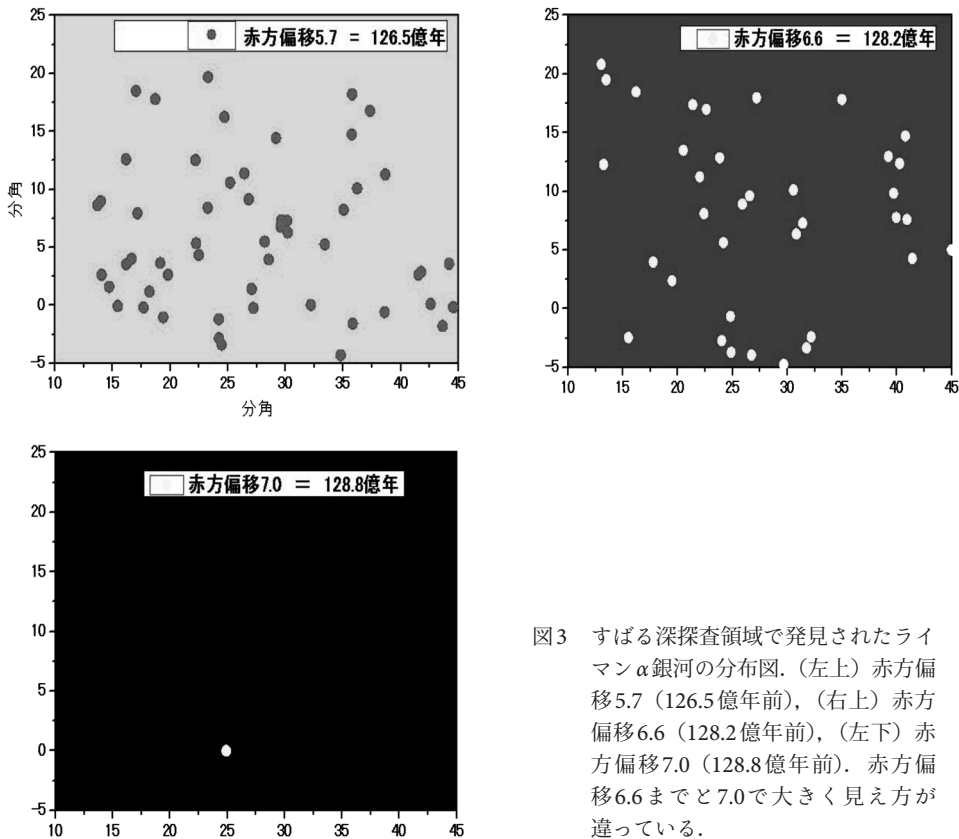 赤方偏移5.7 = 126.5億年
25
20
15
10
5
0
-5
分角
10 15 20 25 30 35 40 45
分角
赤方偏移6.6 = 128.2億年
25
20
15
10
5
0
-5
10 15 20 25 30 35 40 45
赤方偏移7.0 = 128.8億年
25
20
15
10
5
0
-5
10 15 20 25 30 35 40 45
図3 すばる深探査領域で発見されたライ
マンα銀河の分布図.(左上)赤方偏
移5.7(126.5億年前),(右上)赤方
偏移6.6(128.2億年前),(左下)赤
方偏移7.0(128.8億年前).赤方偏
移6.6までと7.0で大きく見え方が
違っている.